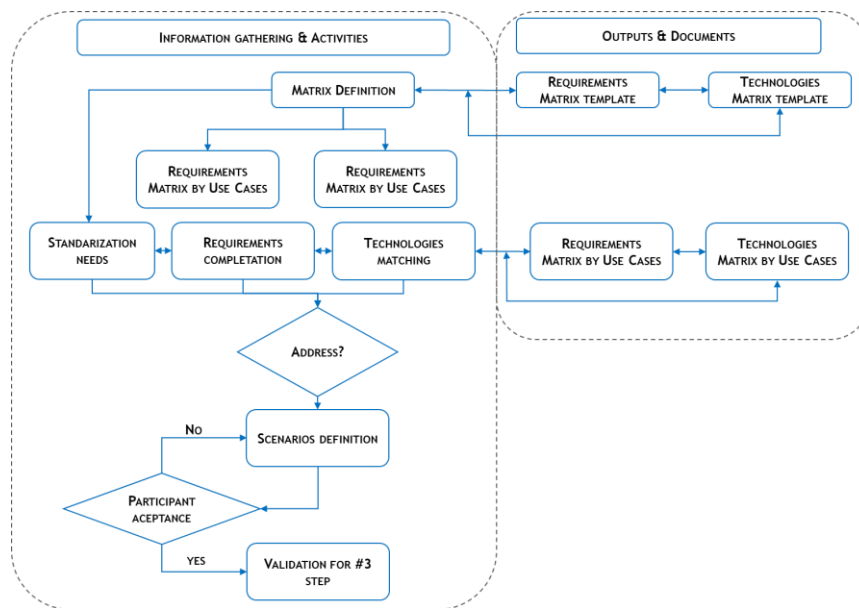 Information gathering & Activities
Outputs & Documents
Matrix Definition
Requirements
Matrix template
Technologies
Matrix template
Requirements
Matrix by Use Cases
Requirements
Matrix by Use Cases
Standarization
needs
Requirements
completation
Technologies
matching
Requirements
Matrix by Use Cases
Technologies
Matrix by Use Cases
Address?
No
Scenarios definition
Participant
aceptance
yes
Validation for #3
step